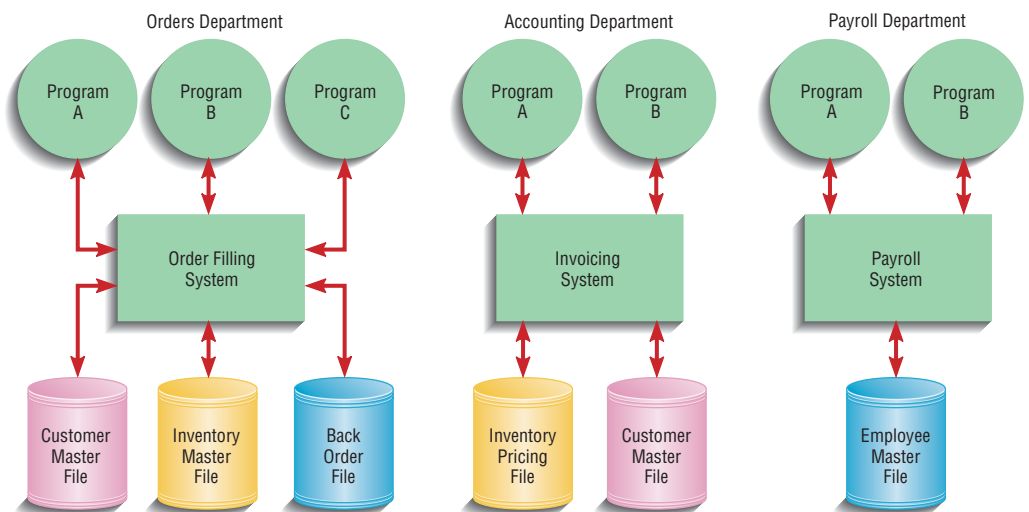 Orders Department
Accounting Department
Payroll Department
Program
A
Program
B
Program
C
Program
A
Program
B
Program
A
Program
B
Order Filling
System
Invoicing
System
Payroll
System
Customer
Master
File
Inventory
Master
File
Back
Order
File
Inventory
Pricing
File
Customer
Master
File
Employee
Master
File